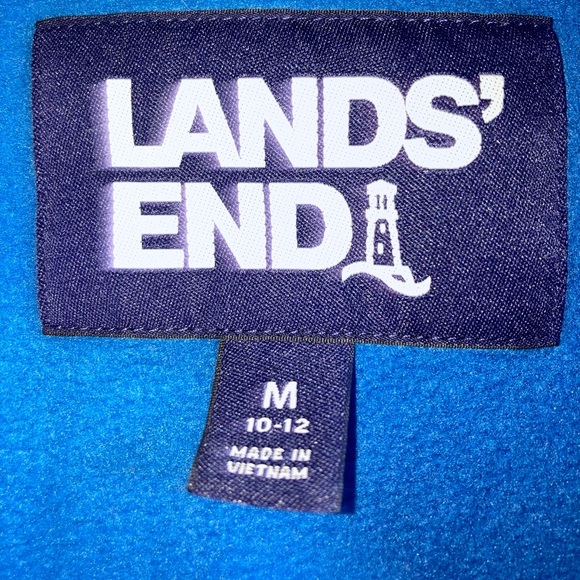 LANDS’
END
M
10-12
MADE IN
VIETNAM